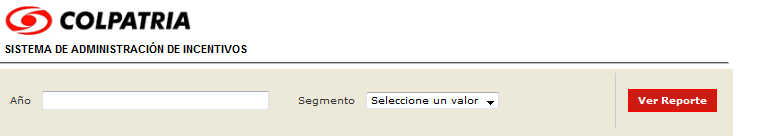 COLPATRIA
SISTEMA DE ADMINISTRACIÓN DE INCENTIVOS
Año Segmento Seleccione un valor Ver Reporte